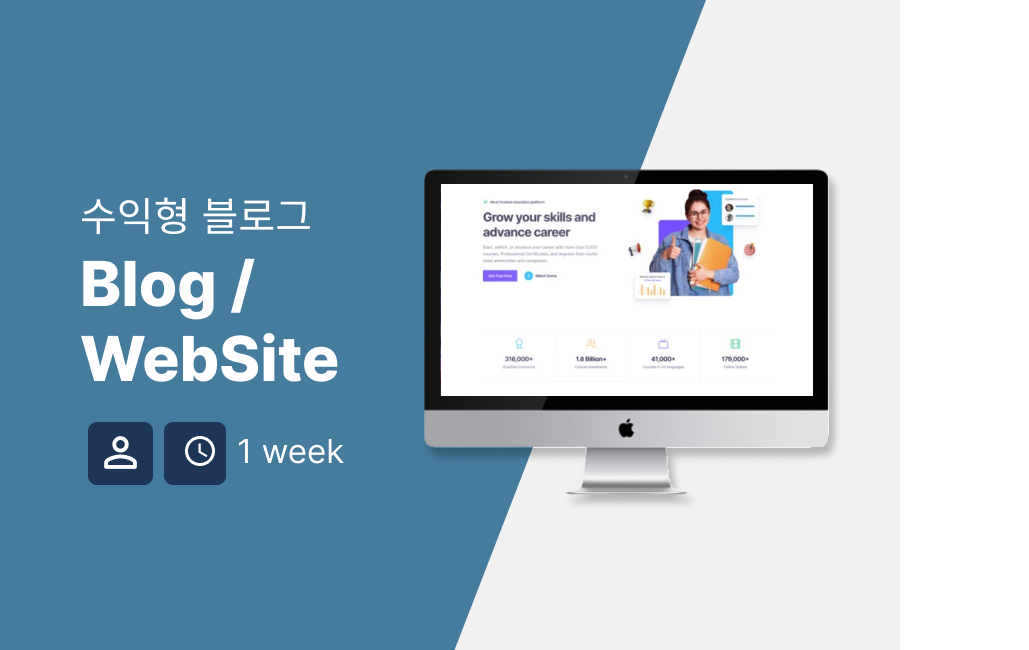 수익형 블로그
Blog /
WebSite
1 week
Most trusted education platform
Grow your skills and
advance career
Start, switch, or advance your career with more than 5,000
courses, Professional Certificates, and degrees from world-
class universities and companies.
Join Free Now
Watch Demo
316,000+
Qualified Instructor
1.8 Billion+
Course enrolments
41,000+
Courses in 42 languages
179,000+
Online Videos